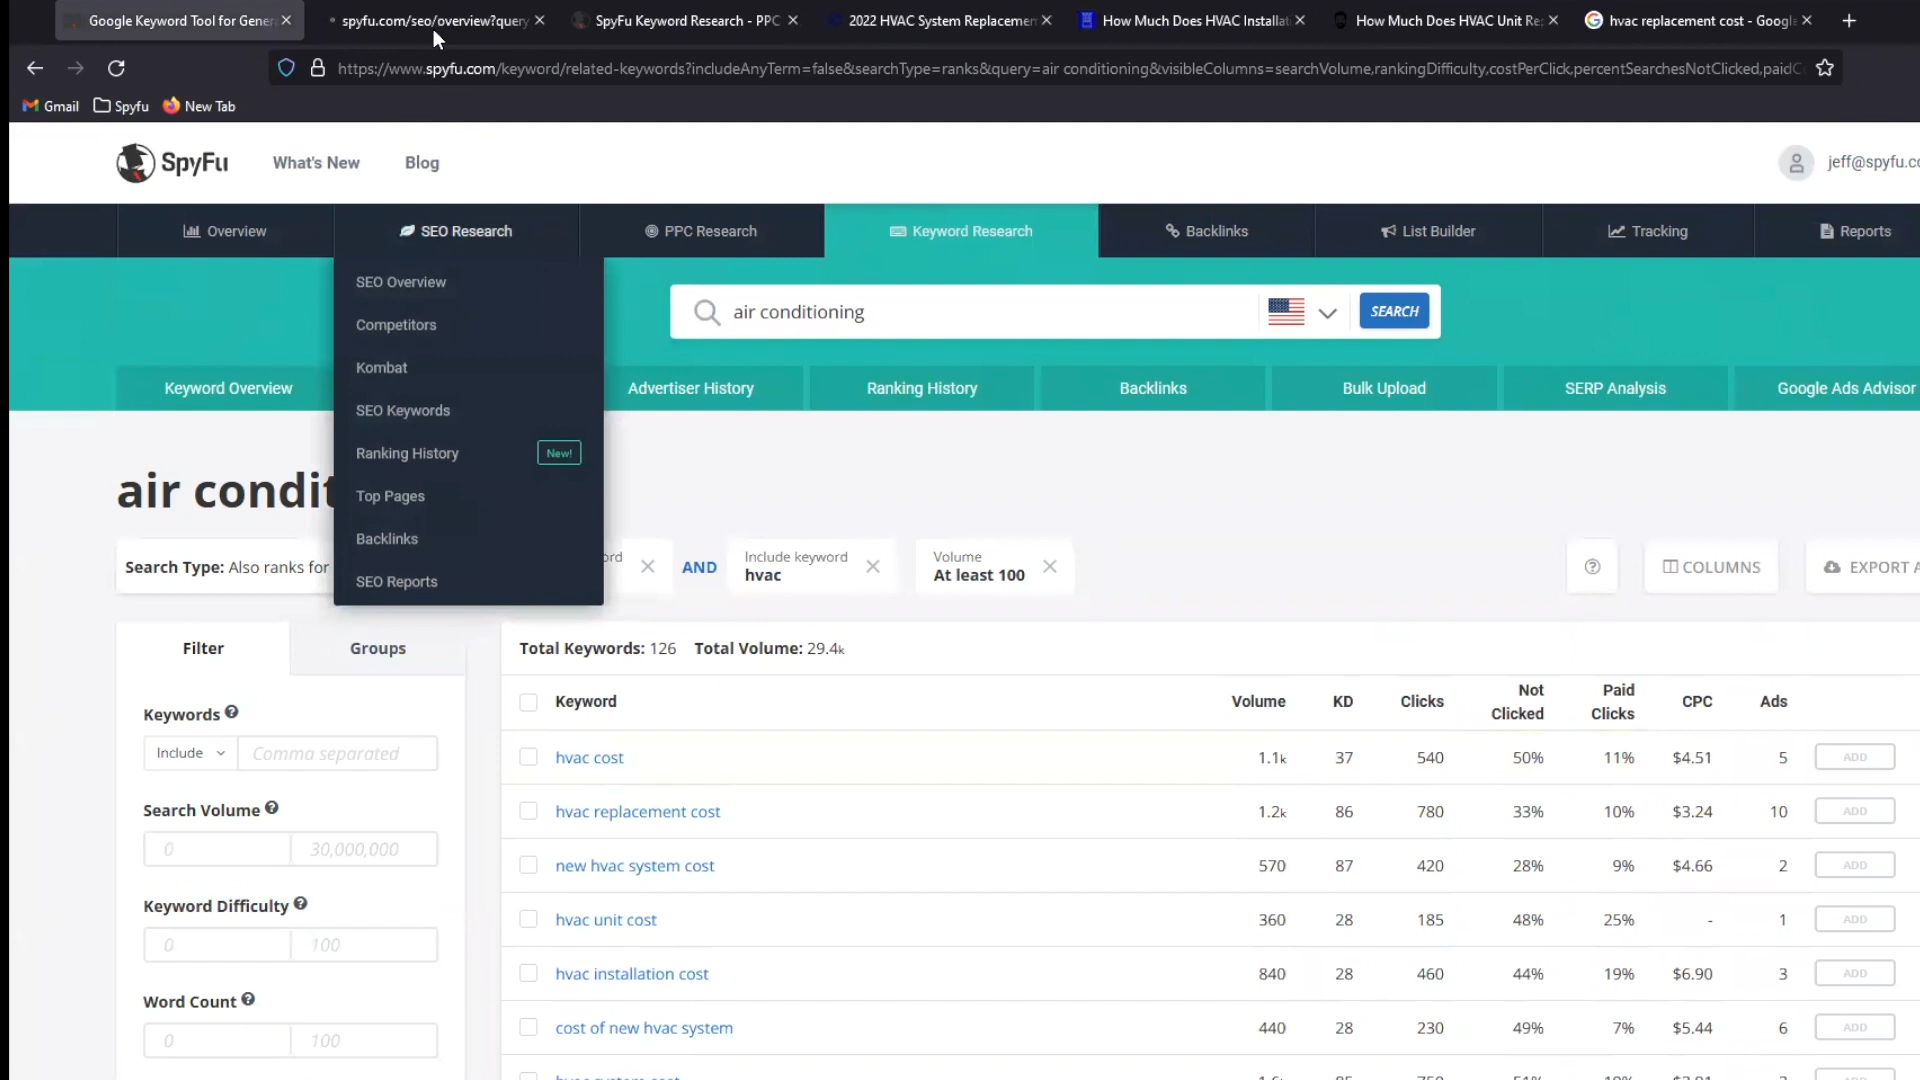 Google Keyword Tool for Gener
spyfu.com/seo/overview?query
SpyFu Keyword Research - PPC
2022 HVAC System Replacemen
How Much Does HVAC Installat
How Much Does HVAC Unit Re
hvac replacement cost - Google
https://www.spyfu.com/keyword/related-keywords?includeAnyTerm=false&searchType=ranks&query=air conditioning&visibleColumns=searchVolume,rankingDifficulty,costPerClick,percentSearchesNotClicked,paidC
Gmail Spyfu New Tab
SpyFu What's New Blog jeff@spyfu.co
Overview SEO Research PPC Research Keyword Research Backlinks List Builder Tracking Reports
SEO Overview
Competitors
Kombat
SEO Keywords
Ranking History New!
Top Pages
Backlinks
SEO Reports
air conditioning SEARCH
Keyword Overview Advertiser History Ranking History Backlinks Bulk Upload SERP Analysis Google Ads Advisor
air condit
Search Type: Also ranks for
ord
AND
Include keyword
hvac
Volume
At least 100
COLUMNS
EXPORT A
Filter Groups
Keywords
Include Comma separated
Search Volume
0 30,000,000
Keyword Difficulty
0 100
Word Count
0 100
Total Keywords: 126 Total Volume: 29.4k
Keyword Volume KD Clicks Not Clicked Paid Clicks CPC Ads
hvac cost 1.1k 37 540 50% 11% $4.51 5 ADD
hvac replacement cost 1.2k 86 780 33% 10% $3.24 10 ADD
new hvac system cost 570 87 420 28% 9% $4.66 2 ADD
hvac unit cost 360 28 185 48% 25% - 1 ADD
hvac installation cost 840 28 460 44% 19% $6.90 3 ADD
cost of new hvac system 440 28 230 49% 7% $5.44 6 ADD